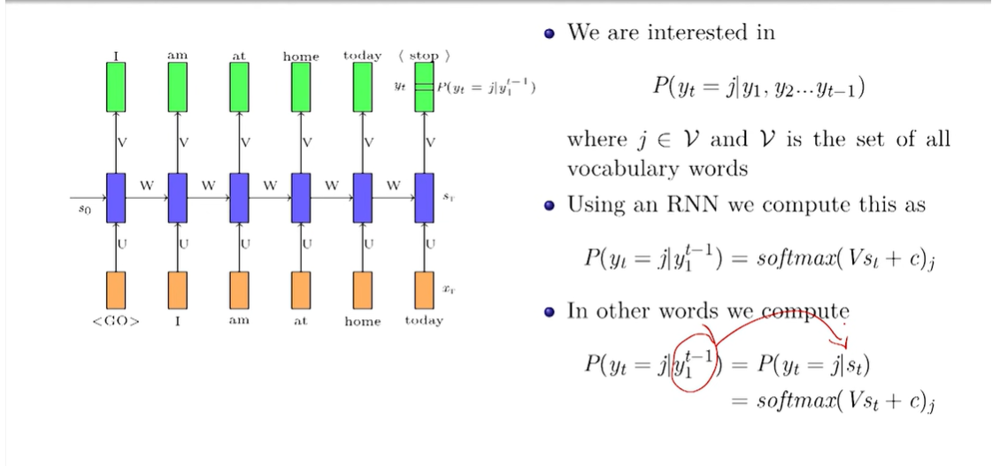 I am at home today ⟨ stop ⟩
y_t P(y_t = j|y_1^{t−1})
V V V V V V
W W W W W
s_0 s_T
U U U U U U
x_T
<GO> I am at home today
We are interested in
P(y_t = j|y_1, y_2...y_{t−1})
where j ∈ 𝒱 and 𝒱 is the set of all
vocabulary words
Using an RNN we compute this as
P(y_t = j|y_1^{t−1}) = softmax(Vs_t + c)_j
In other words we compute
P(y_t = j|y_1^{t−1}) = P(y_t = j|s_t)
= softmax(Vs_t + c)_j